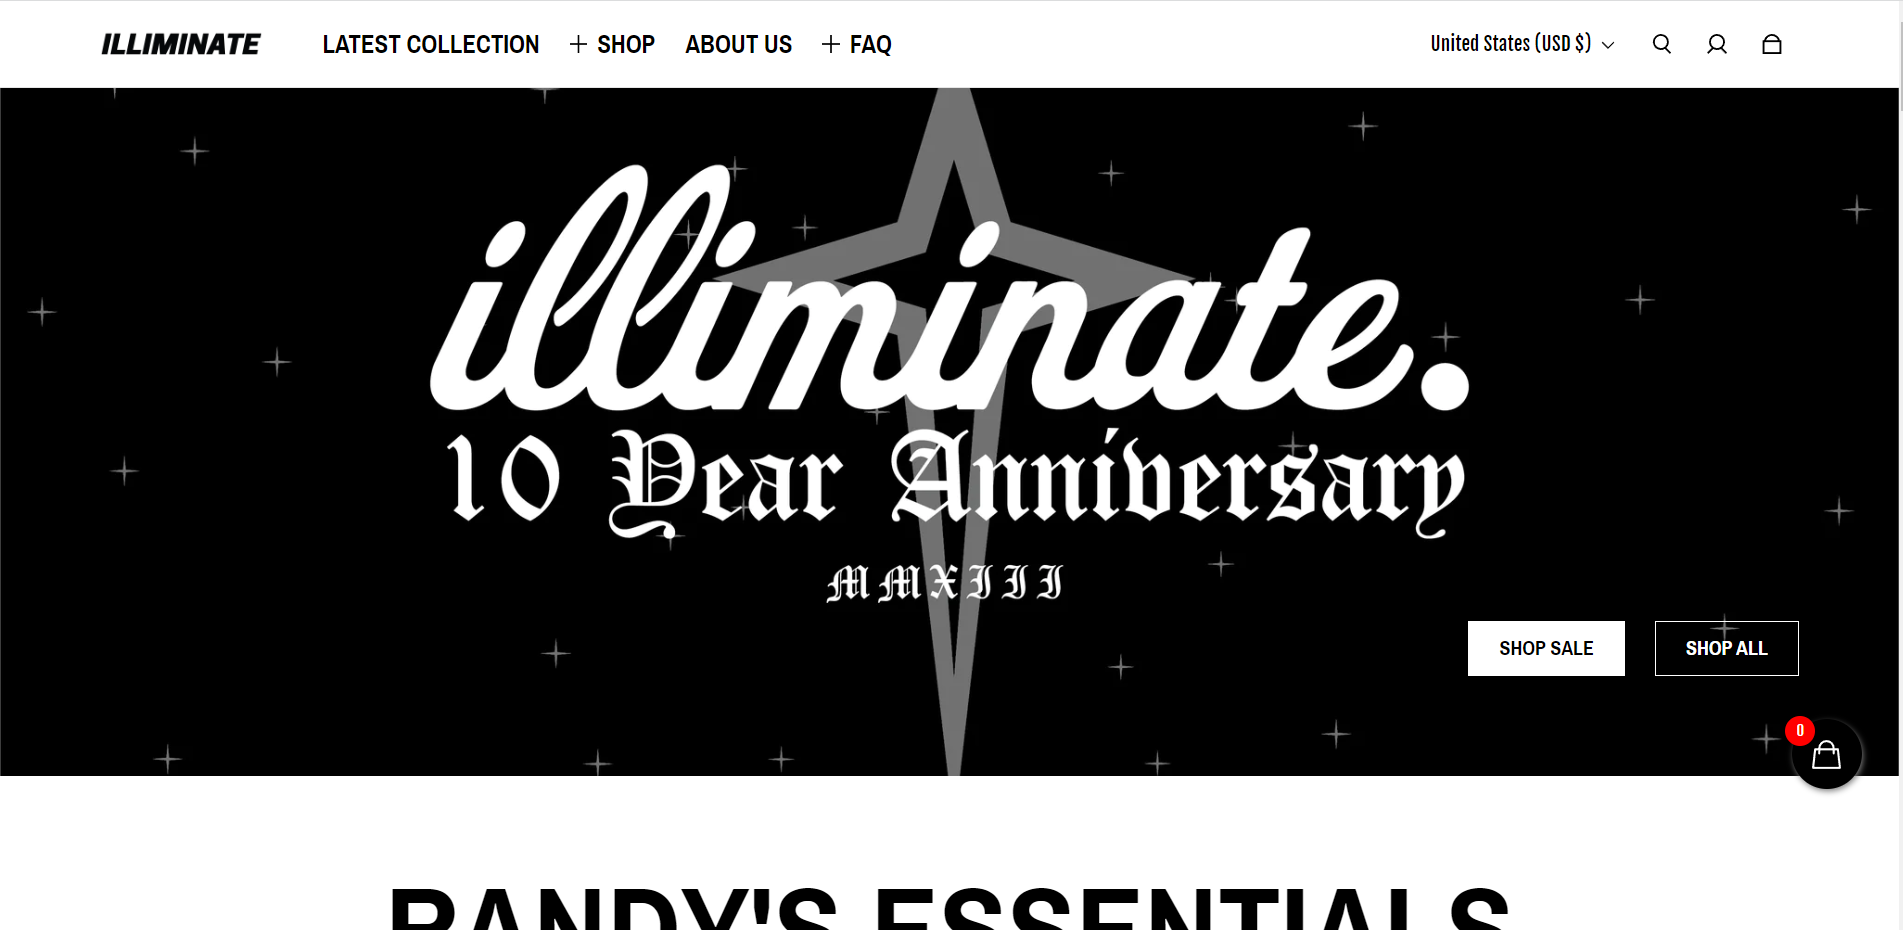 ILLIMINATE
LATEST COLLECTION
SHOP
ABOUT US
FAQ
United States (USD $)
illiminate.
10 Year Anniversary
MMXIII
SHOP SALE
SHOP ALL
0
RANDY'S ESSENTIALS